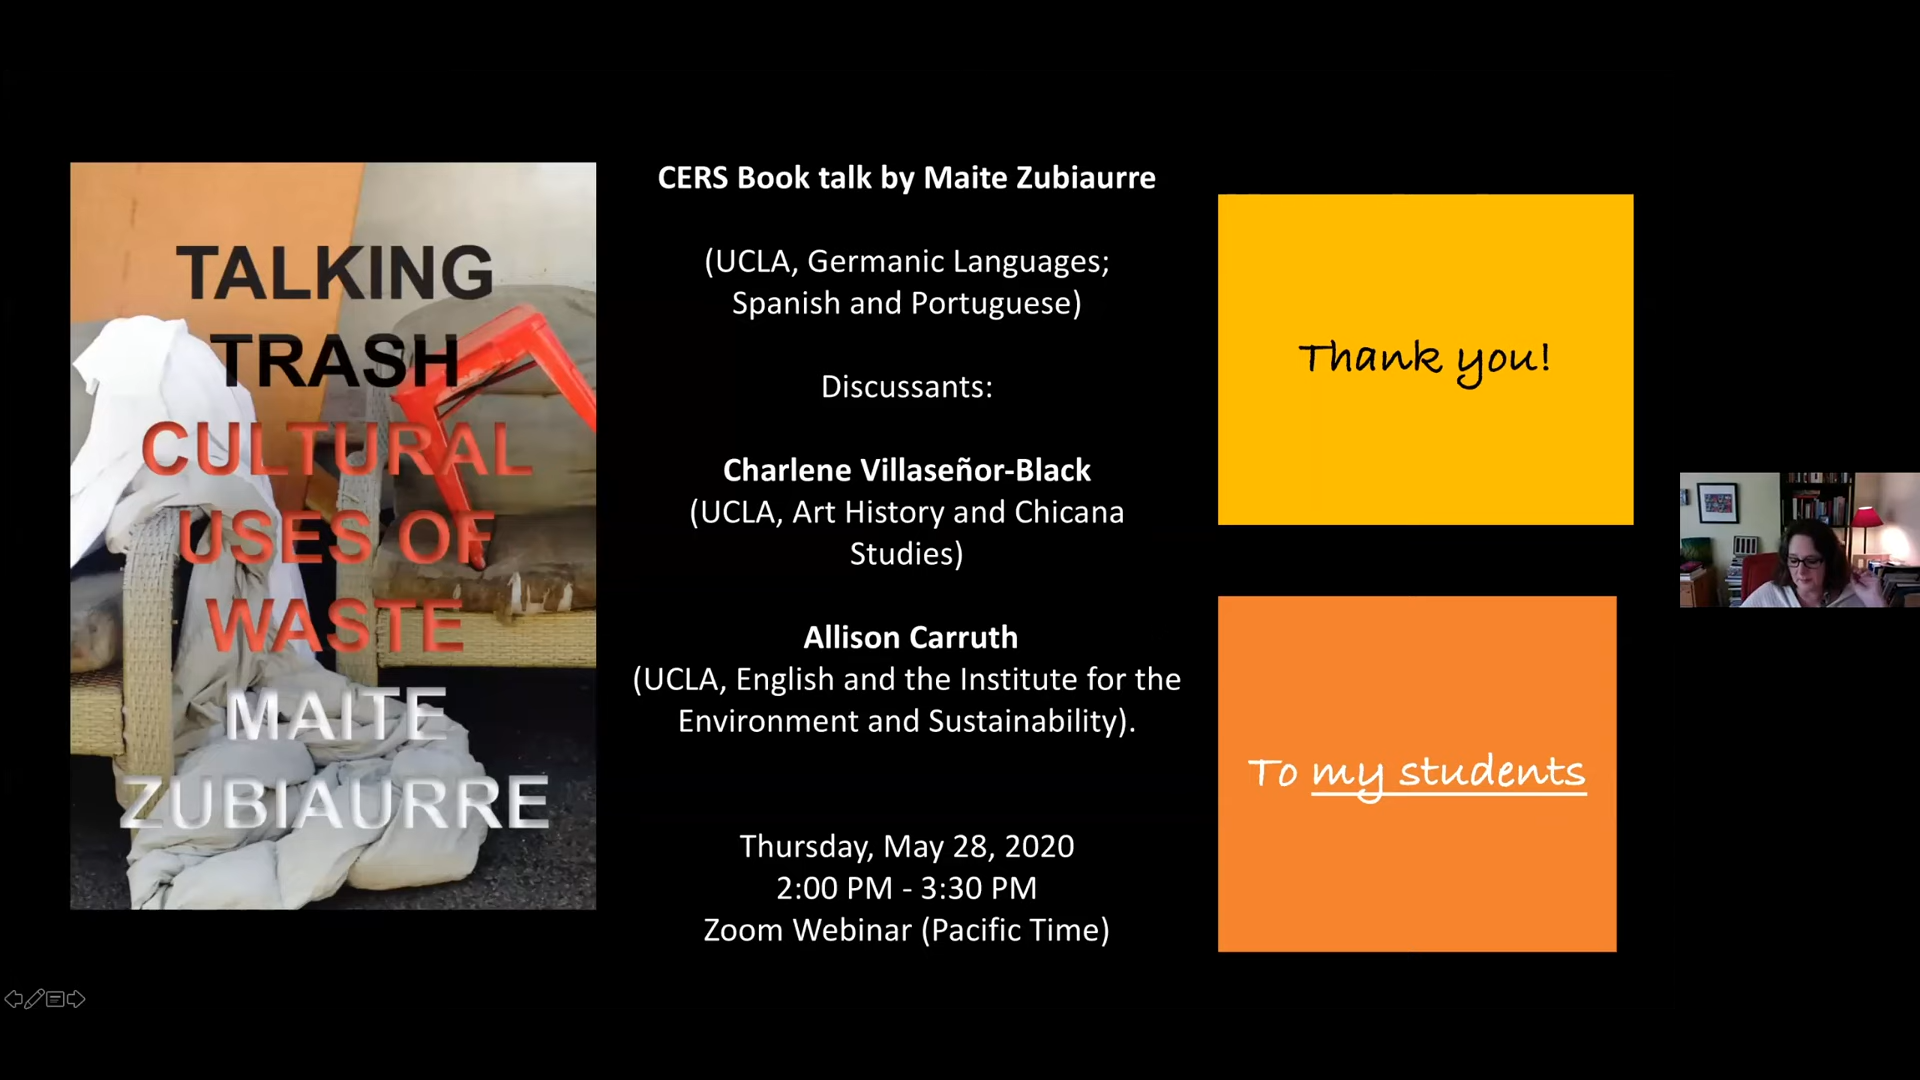 TALKING
TRASH
CULTURAL
USES OF
WASTE
MAITE
ZUBIAURRE
CERS Book talk by Maite Zubiaurre
(UCLA, Germanic Languages;
Spanish and Portuguese)
Discussants:
Charlene Villaseñor-Black
(UCLA, Art History and Chicana
Studies)
Allison Carruth
(UCLA, English and the Institute for the
Environment and Sustainability).
Thursday, May 28, 2020
2:00 PM - 3:30 PM
Zoom Webinar (Pacific Time)
Thank you!
To my students